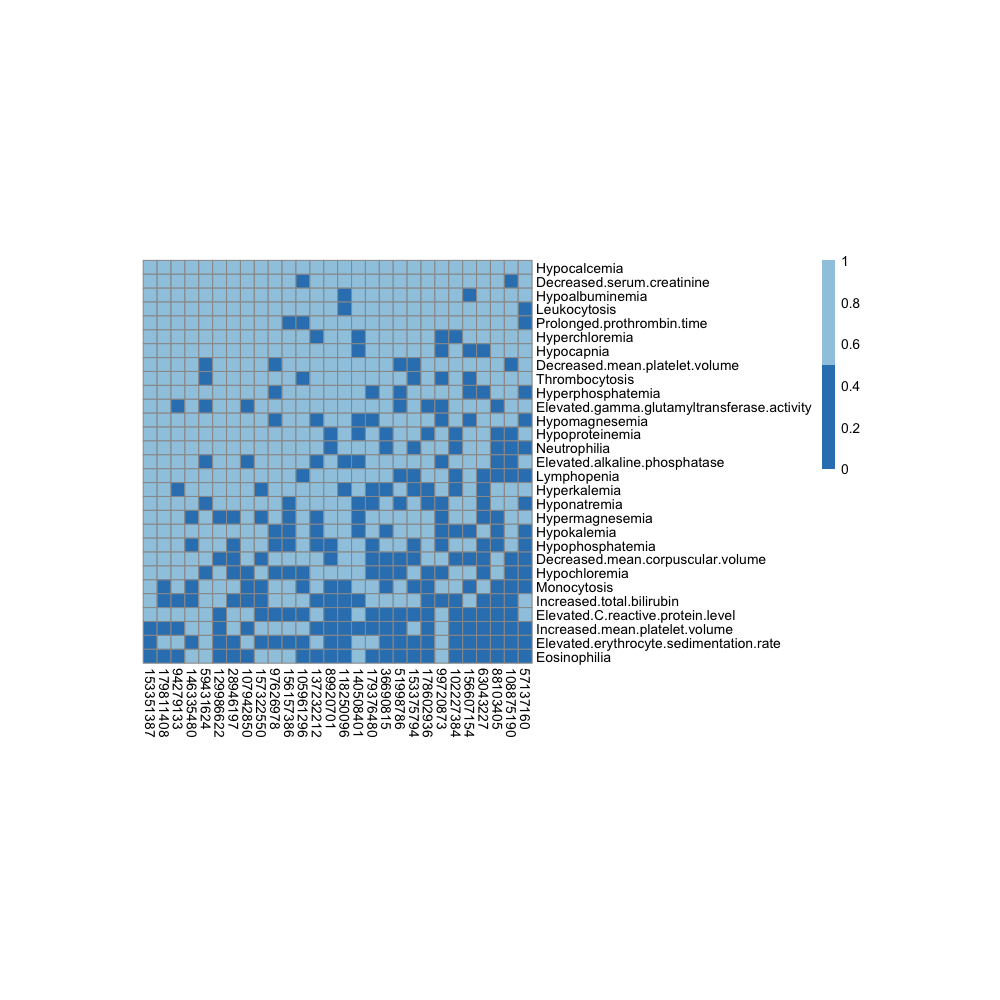 Hypocalcemia
Decreased.serum.creatinine
Hypoalbuminemia
Leukocytosis
Prolonged.prothrombin.time
Hyperchloremia
Hypocapnia
Decreased.mean.platelet.volume
Thrombocytosis
Hyperphosphatemia
Elevated.gamma.glutamyltransferase.activity
Hypomagnesemia
Hypoproteinemia
Neutrophilia
Elevated.alkaline.phosphatase
Lymphopenia
Hyperkalemia
Hyponatremia
Hypermagnesemia
Hypokalemia
Hypophosphatemia
Decreased.mean.corpuscular.volume
Hypochloremia
Monocytosis
Increased.total.bilirubin
Elevated.C.reactive.protein.level
Increased.mean.platelet.volume
Elevated.erythrocyte.sedimentation.rate
Eosinophilia
1
0.8
0.6
0.4
0.2
0
153351387
179811408
94279133
146335480
59431624
129986622
28946197
107942850
157322550
97626978
156157386
105961296
137232212
89920701
118250096
140508401
179376480
36690815
51998786
153375794
178602936
99720873
102227384
156607154
63043227
88103405
108875190
57137160